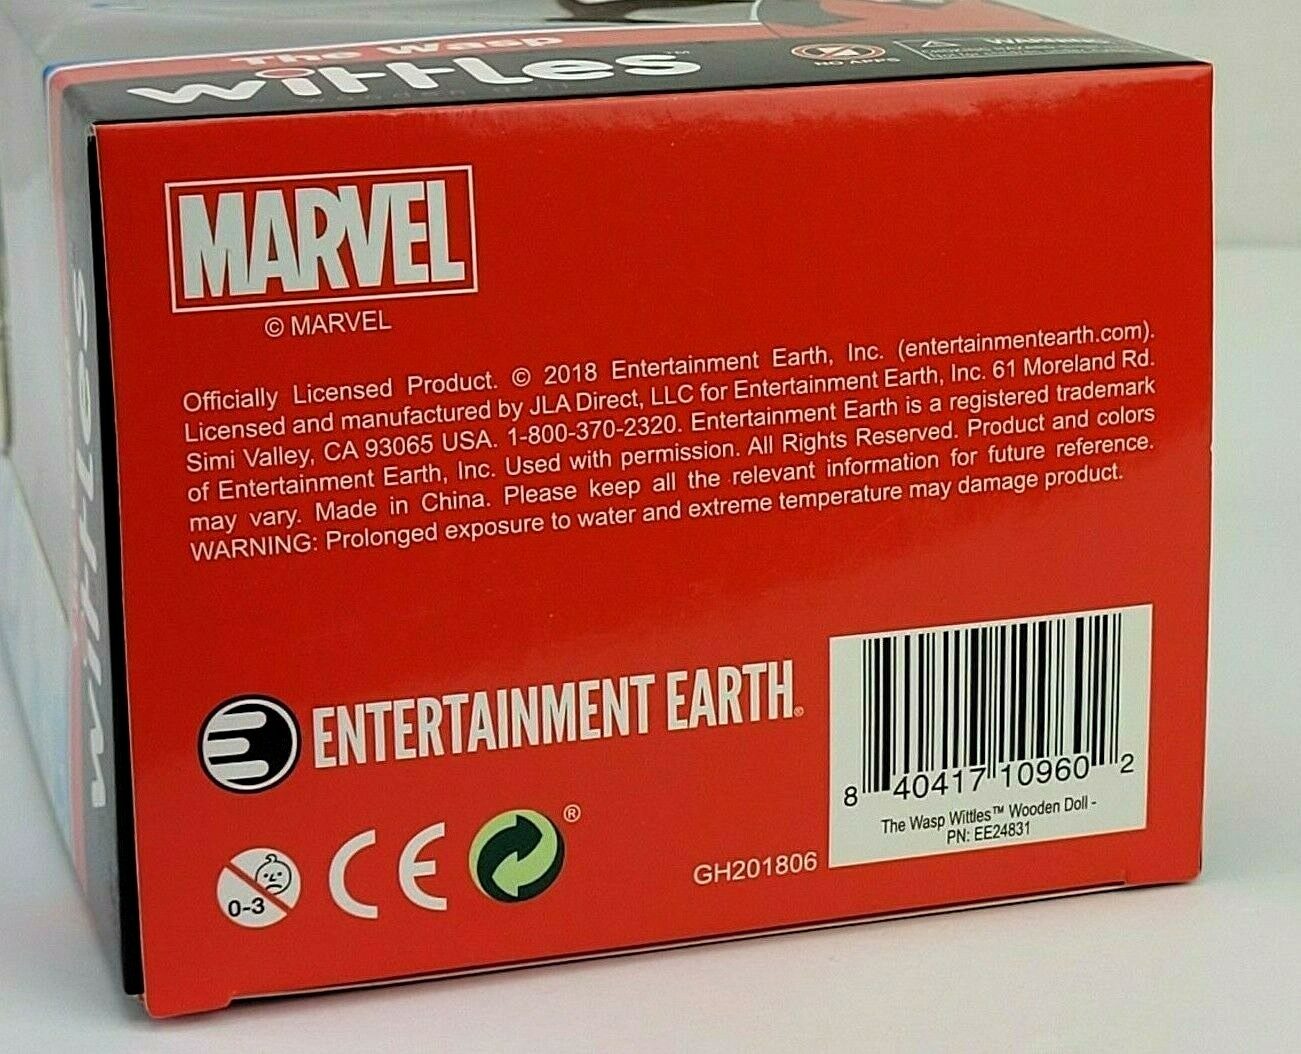 The Wasp
wittles™
NO APPS
WARNING
wittles
MARVEL
© MARVEL
Officially Licensed Product. © 2018 Entertainment Earth, Inc. (entertainmentearth.com).
Licensed and manufactured by JLA Direct, LLC for Entertainment Earth, Inc. 61 Moreland Rd.
Simi Valley, CA 93065 USA. 1-800-370-2320. Entertainment Earth is a registered trademark
of Entertainment Earth, Inc. Used with permission. All Rights Reserved. Product and colors
may vary. Made in China. Please keep all the relevant information for future reference.
WARNING: Prolonged exposure to water and extreme temperature may damage product.
ENTERTAINMENT EARTH®
0-3
CE
®
GH201806
8 40417 10960 2
The Wasp Wittles™ Wooden Doll -
PN: EE24831